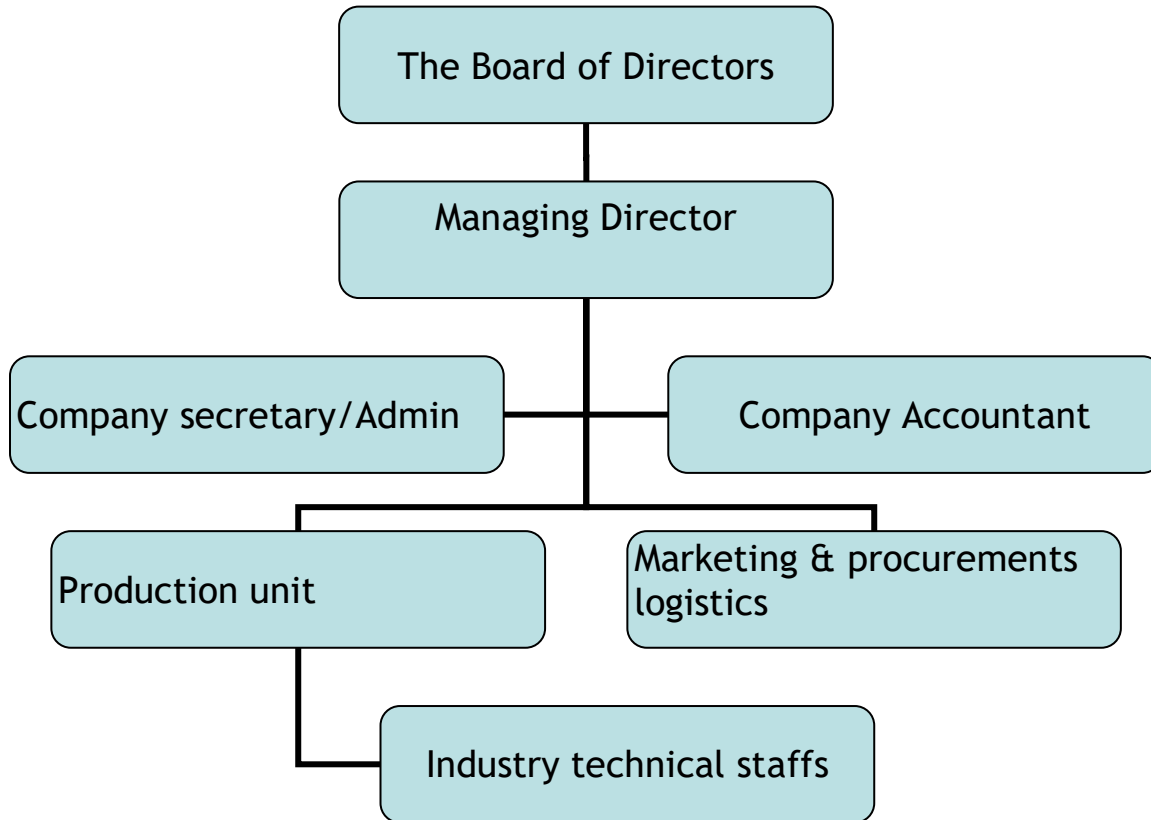 The Board of Directors
Managing Director
Company secretary/Admin
Company Accountant
Production unit
Marketing & procurements
logistics
Industry technical staffs